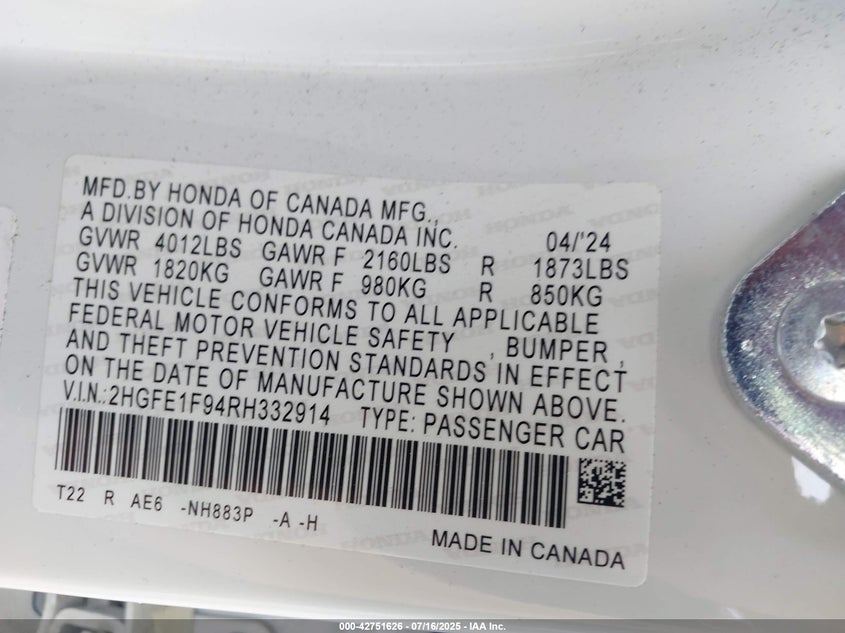 MFD.BY HONDA OF CANADA MFG.,
A DIVISION OF HONDA CANADA INC. 04/'24
GVWR 4012LBS GAWR F 2160LBS R 1873LBS
GVWR 1820KG GAWR F 980KG R 850KG
THIS VEHICLE CONFORMS TO ALL APPLICABLE
FEDERAL MOTOR VEHICLE SAFETY , BUMPER ,
AND THEFT PREVENTION STANDARDS IN EFFECT
ON THE DATE OF MANUFACTURE SHOWN ABOVE.
V.I.N.:2HGFE1F94RH332914 TYPE: PASSENGER CAR
T22 R AE6 -NH883P -A -H
MADE IN CANADA
000-42751626 - 07/16/2025 - IAA Inc.